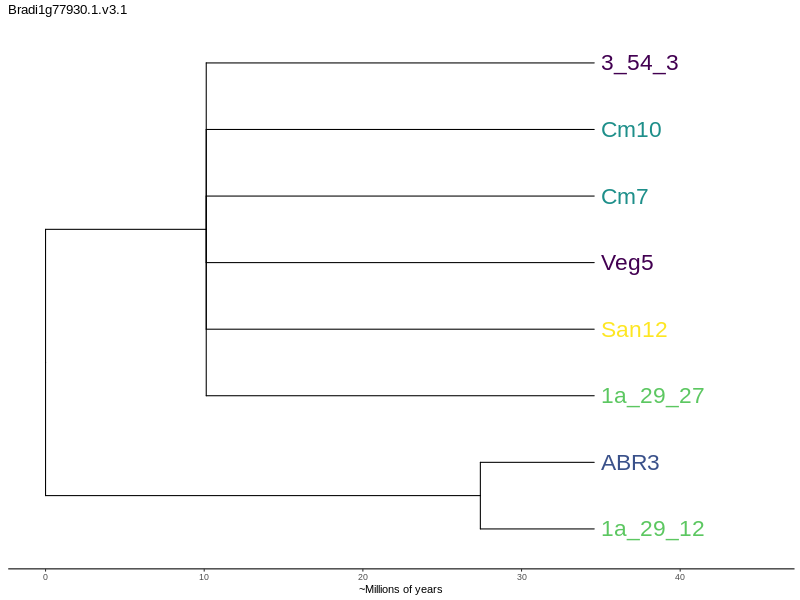 Bradi1g77930.1.v3.1
3_54_3
Cm10
Cm7
Veg5
San12
1a_29_27
ABR3
1a_29_12
0 10 20 30 40
~Millions of years